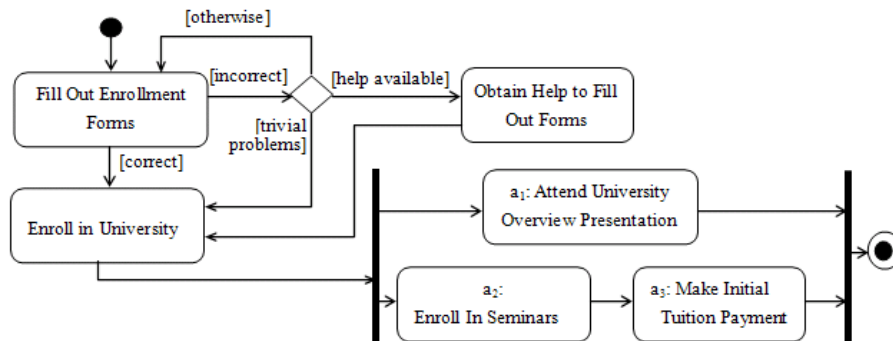 [otherwise]
Fill Out Enrollment
Forms
[incorrect]
[help available]
Obtain Help to Fill
Out Forms
[trivial
problems]
[correct]
Enroll in University
a₁: Attend University
Overview Presentation
a₂:
Enroll In Seminars
a₃: Make Initial
Tuition Payment